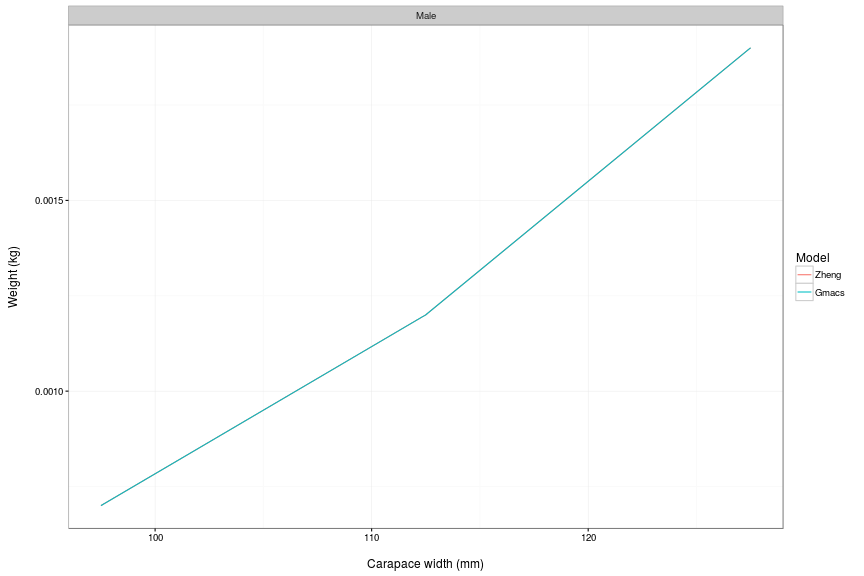 Male
Weight (kg)
0.0015
0.0010
100
110
120
Carapace width (mm)
Model
Zheng
Gmacs